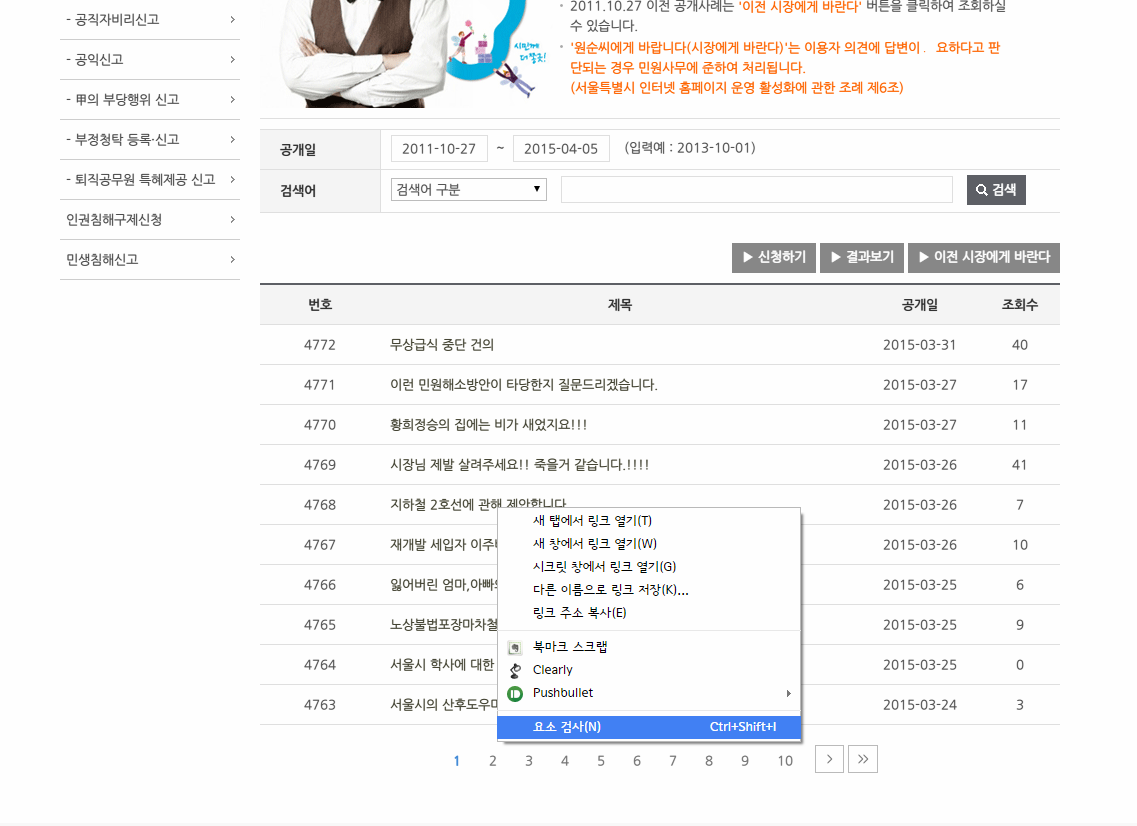 - 공직자비리신고
- 공익신고
- 甲의 부당행위 신고
- 부정청탁 등록·신고
- 퇴직공무원 특혜제공 신고
인권침해구제신청
민생침해신고
시민께
더 잘 듯!
2011.10.27 이전 공개사례는 '이전 시장에게 바란다' 버튼을 클릭하여 조회하실
수 있습니다.
'원순씨에게 바랍니다(시장에게 바란다)'는 이용자 의견에 답변이 . 요하다고 판
단되는 경우 민원사무에 준하여 처리됩니다.
(서울특별시 인터넷 홈페이지 운영 활성화에 관한 조례 제6조)
공개일 2011-10-27 ~ 2015-04-05 (입력예 : 2013-10-01)
검색어 검색어 구분 검색
▶ 신청하기 ▶ 결과보기 ▶ 이전 시장에게 바란다
번호 제목 공개일 조회수
4772 무상급식 중단 건의 2015-03-31 40
4771 이런 민원해소방안이 타당한지 질문드리겠습니다. 2015-03-27 17
4770 황희정승의 집에는 비가 새었지요!!! 2015-03-27 11
4769 시장님 제발 살려주세요!! 죽을거 같습니다.!!!! 2015-03-26 41
4768 지하철 2호선에 관해 제안합니다 2015-03-26 7
4767 재개발 세입자 이주 2015-03-26 10
4766 잃어버린 엄마,아빠 2015-03-25 6
4765 노상불법포장마차철 2015-03-25 9
4764 서울시 학사에 대한 2015-03-25 0
4763 서울시의 산후도우미 2015-03-24 3
새 탭에서 링크 열기(T)
새 창에서 링크 열기(W)
시크릿 창에서 링크 열기(G)
다른 이름으로 링크 저장(K)...
링크 주소 복사(E)
북마크 스크랩
Clearly
Pushbullet
요소 검사(N) Ctrl+Shift+I
1 2 3 4 5 6 7 8 9 10